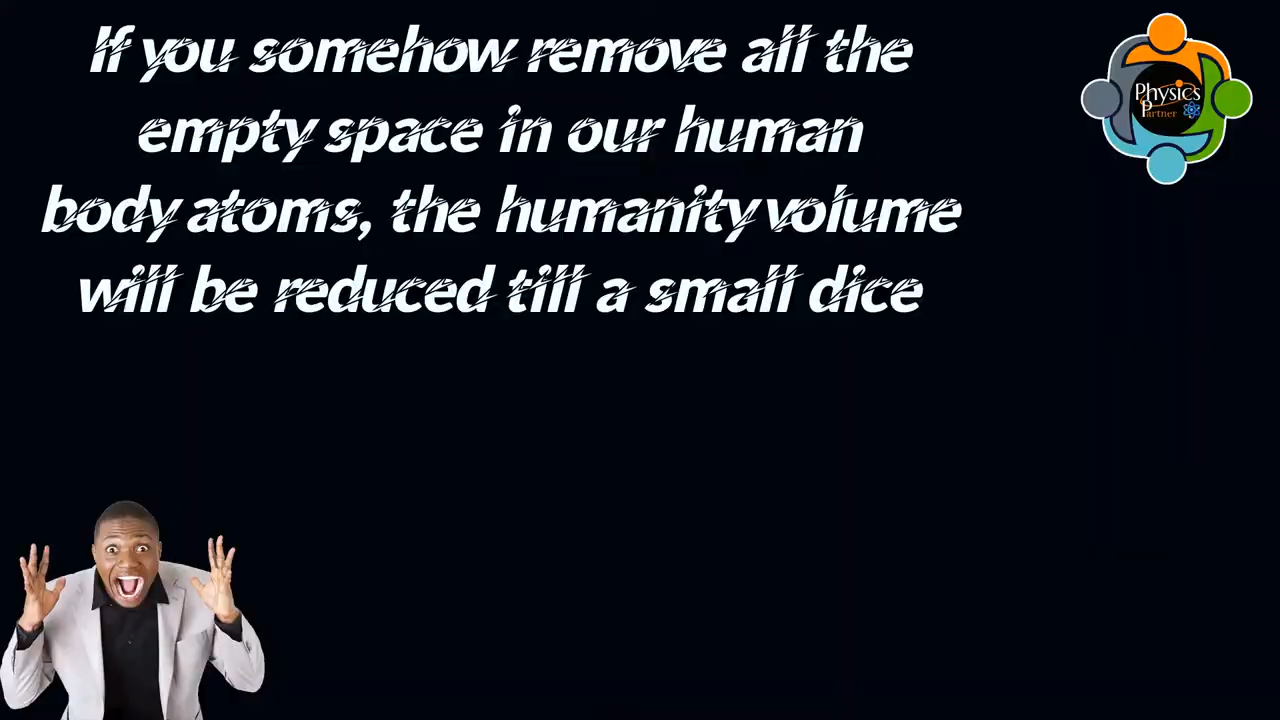 If you somehow remove all the
empty space in our human
body atoms, the humanity volume
will be reduced till a small dice
Physics
Partner